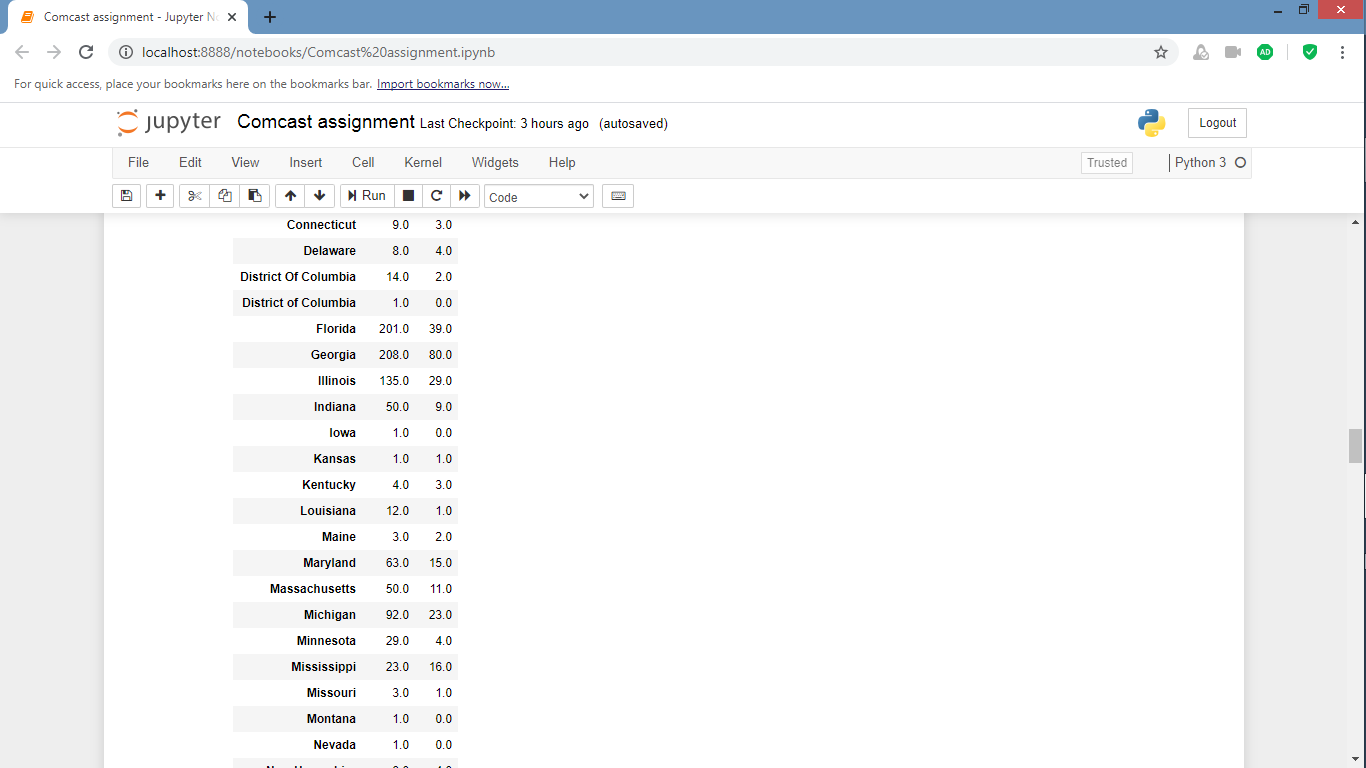 Comcast assignment - Jupyter N
localhost:8888/notebooks/Comcast%20assignment.ipynb
AD
For quick access, place your bookmarks here on the bookmarks bar. Import bookmarks now...
jupyter Comcast assignment Last Checkpoint: 3 hours ago (autosaved)
Logout
File Edit View Insert Cell Kernel Widgets Help Trusted Python 3
Run Code
Connecticut 9.0 3.0
Delaware 8.0 4.0
District Of Columbia 14.0 2.0
District of Columbia 1.0 0.0
Florida 201.0 39.0
Georgia 208.0 80.0
Illinois 135.0 29.0
Indiana 50.0 9.0
Iowa 1.0 0.0
Kansas 1.0 1.0
Kentucky 4.0 3.0
Louisiana 12.0 1.0
Maine 3.0 2.0
Maryland 63.0 15.0
Massachusetts 50.0 11.0
Michigan 92.0 23.0
Minnesota 29.0 4.0
Mississippi 23.0 16.0
Missouri 3.0 1.0
Montana 1.0 0.0
Nevada 1.0 0.0